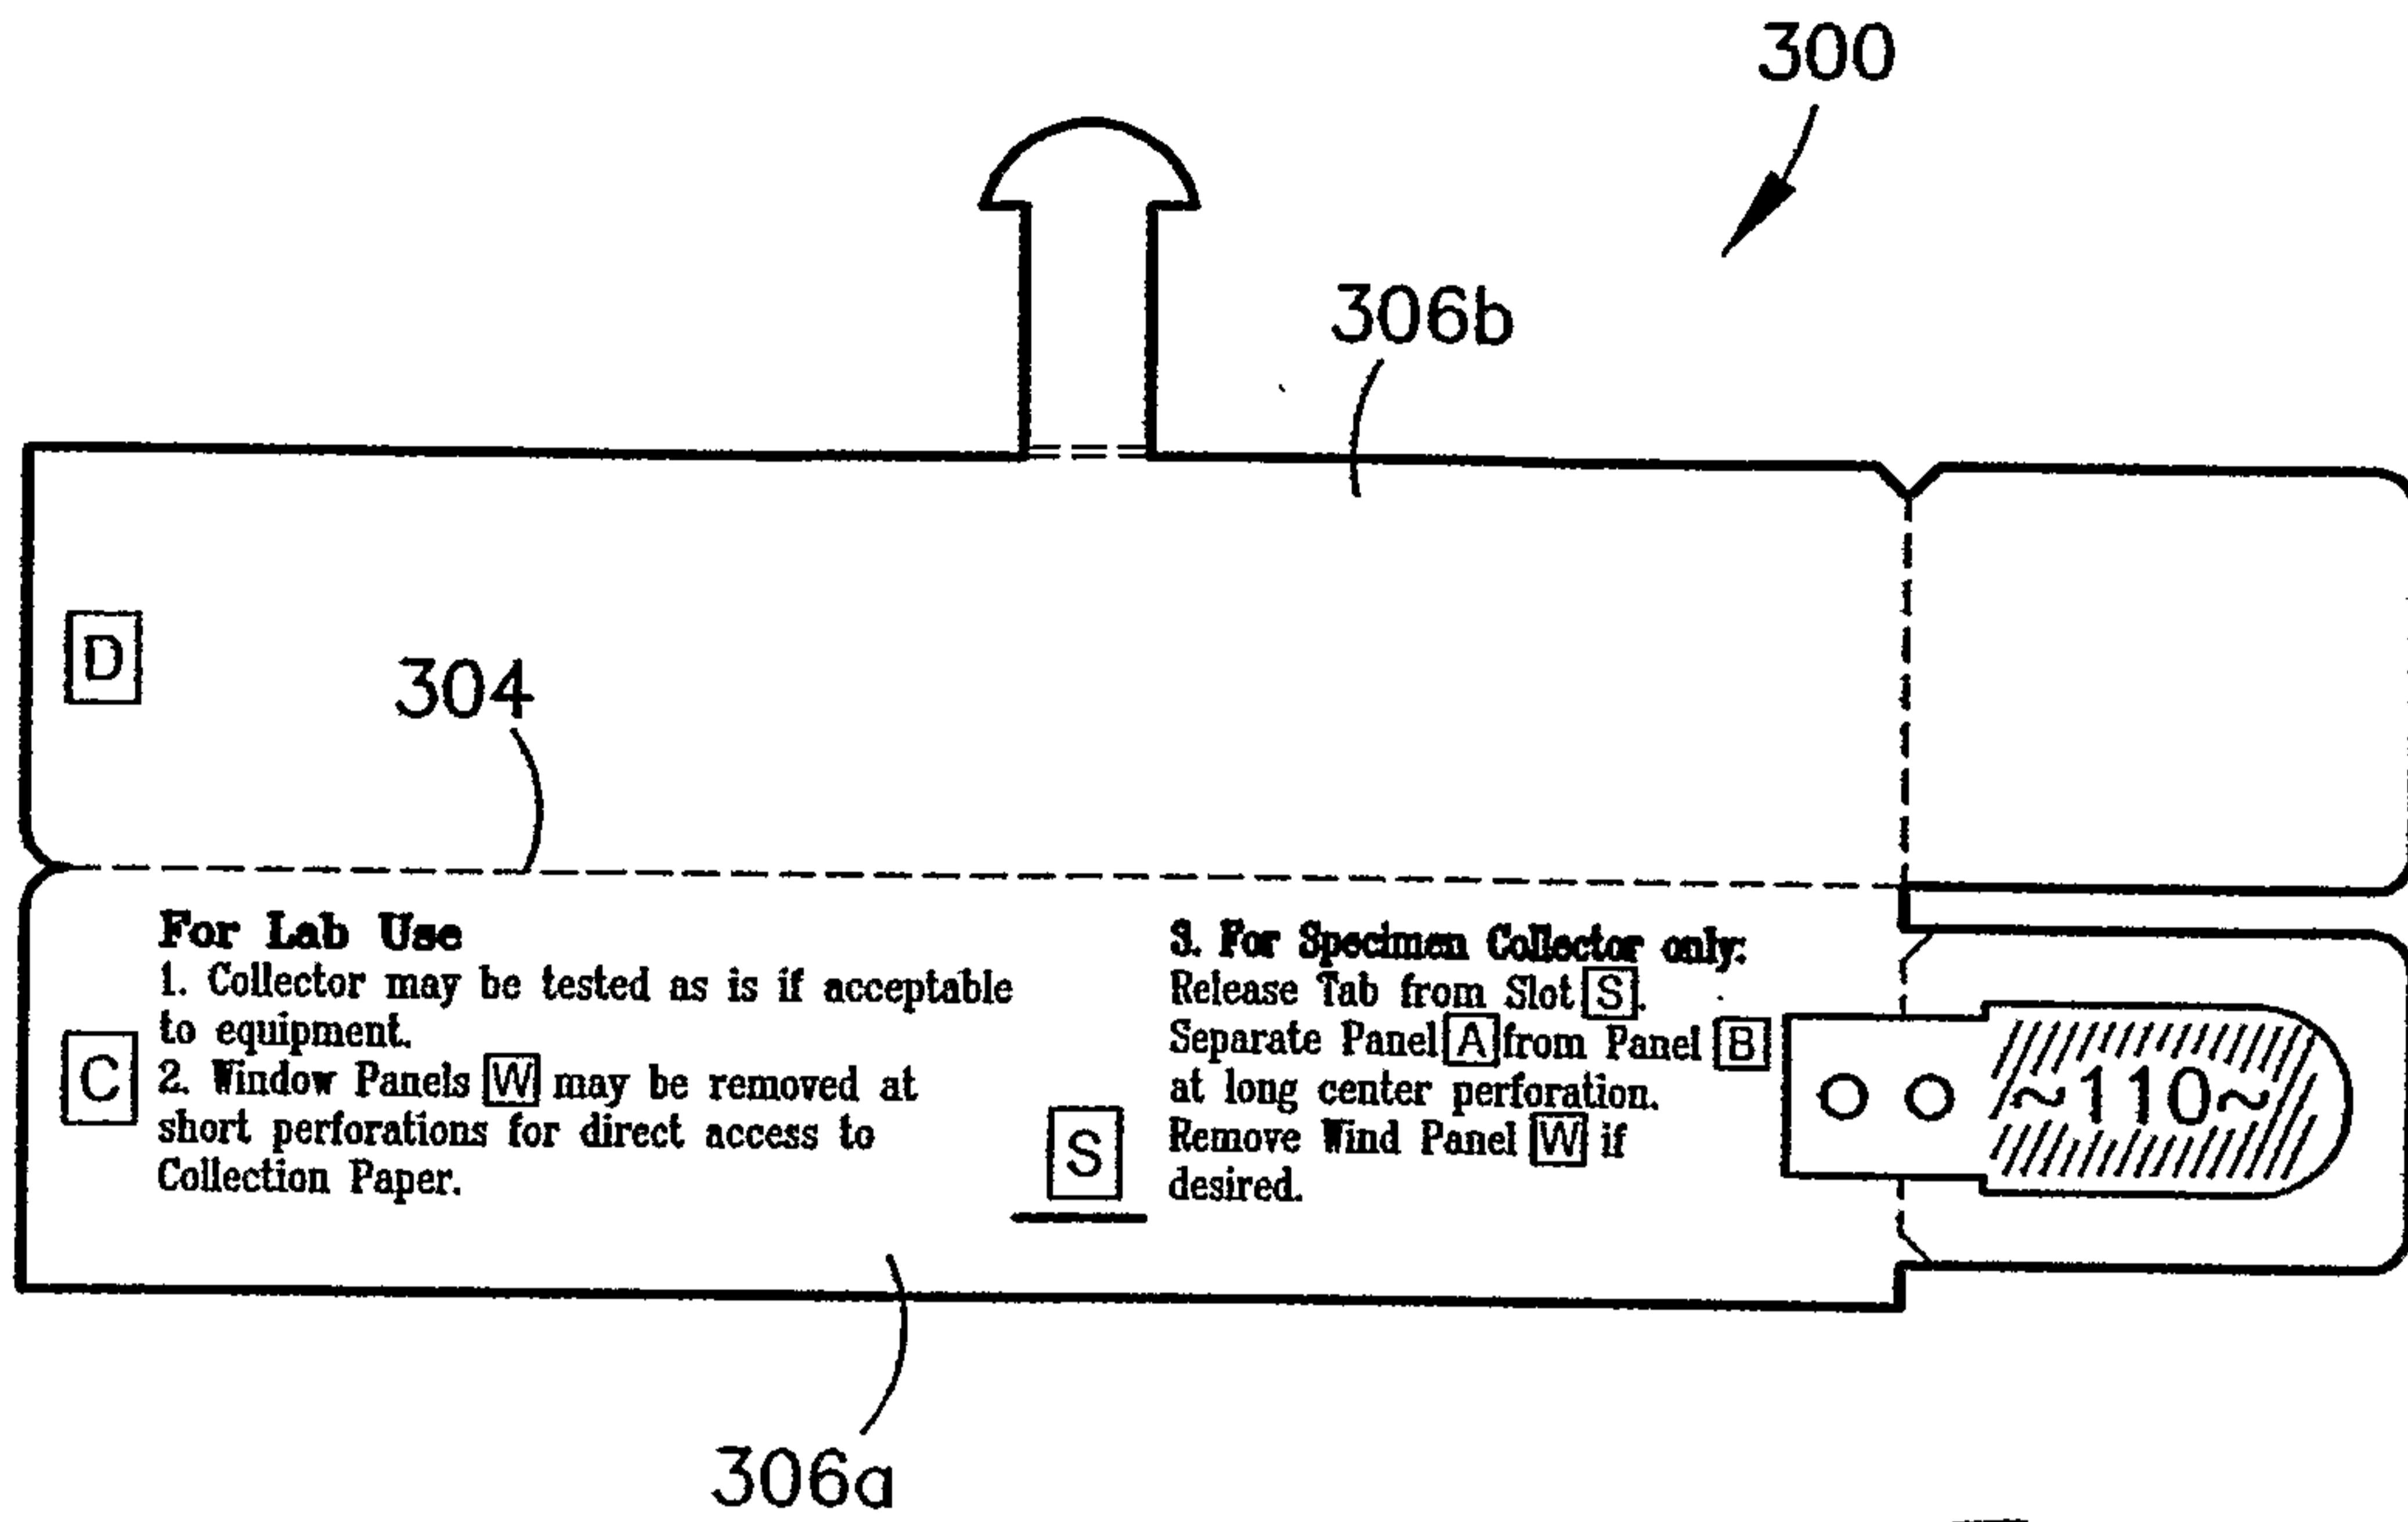 300
306b
D
304
For Lab Use
1. Collector may be tested as is if acceptable
to equipment.
C
2. Window Panels W may be removed at
short perforations for direct access to
Collection Paper.
S
3. For Specimen Collector only:
Release Tab from Slot S.
Separate Panel A from Panel B
at long center perforation.
Remove Wind Panel W if
desired.
~110~
306a